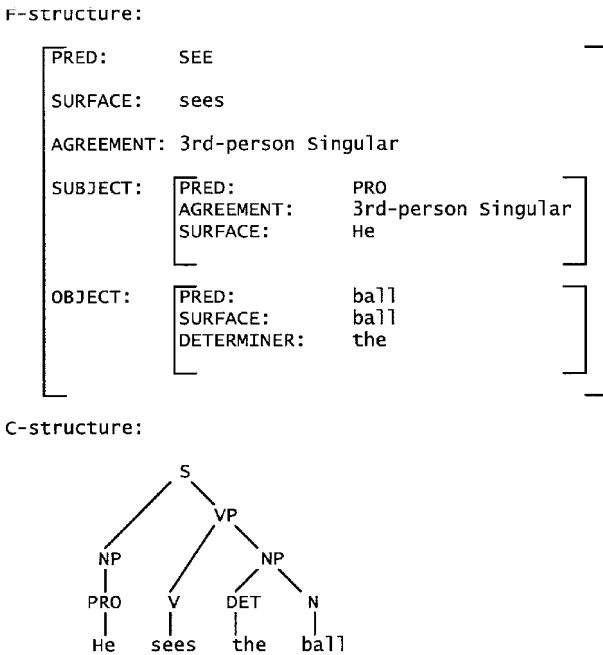 F-structure:
PRED: SEE
SURFACE: sees
AGREEMENT: 3rd-person Singular
SUBJECT: PRED: PRO
AGREEMENT: 3rd-person Singular
SURFACE: He
OBJECT: PRED: ball
SURFACE: ball
DETERMINER: the
C-structure:
S
VP
NP NP
PRO V DET N
He sees the ball